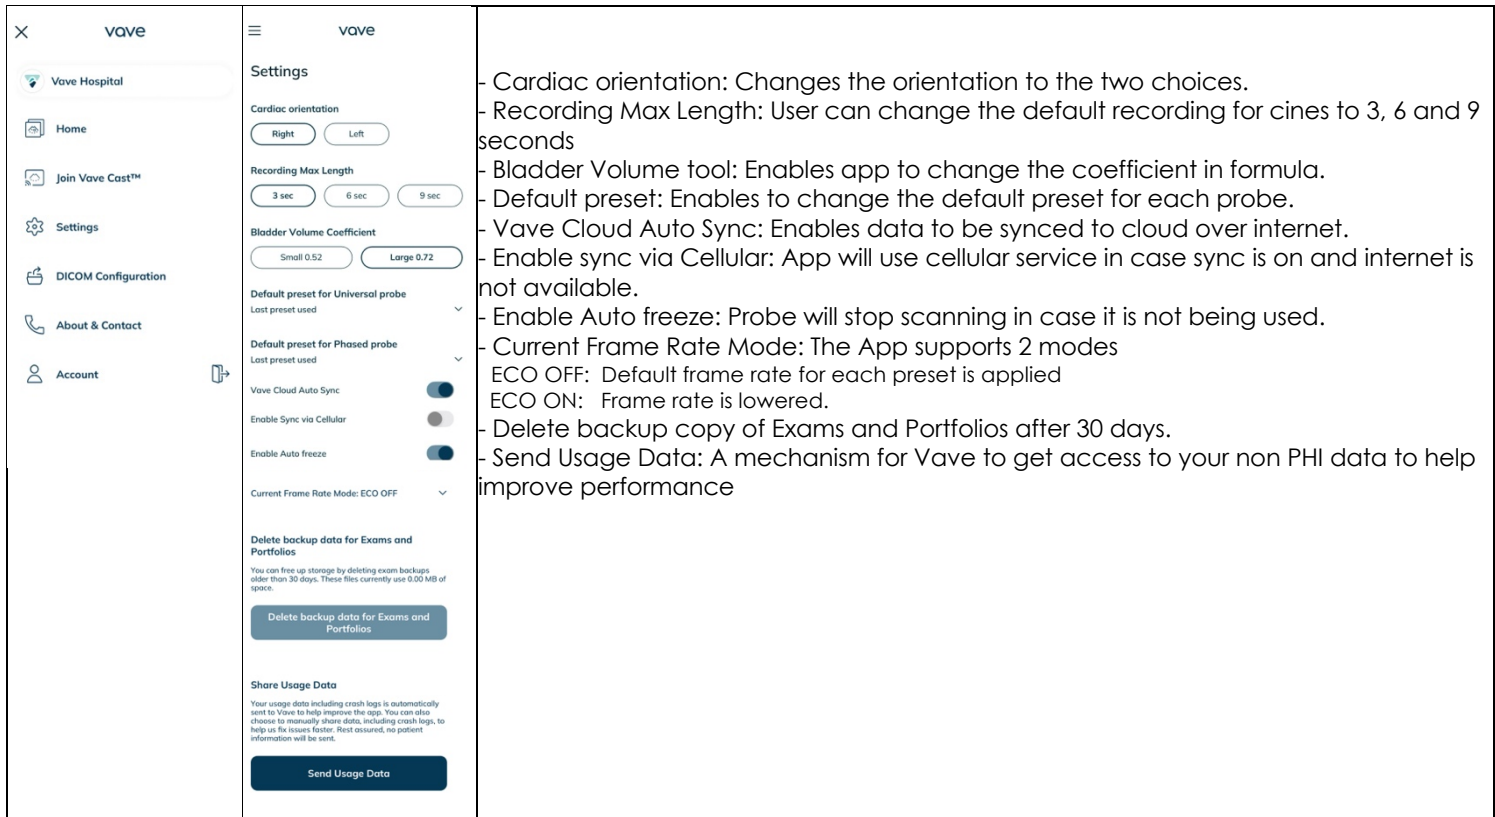 vave
Vave Hospital
Home
Join Vave Cast™
Settings
DICOM Configuration
About & Contact
Account
vave
Settings
Cardiac orientation
Right
Left
Recording Max Length
3 sec
6 sec
9 sec
Bladder Volume Coefficient
Small 0.52
Large 0.72
Default preset for Universal probe
Last preset used
Default preset for Phased probe
Last preset used
Vave Cloud Auto Sync
Enable Sync via Cellular
Enable Auto freeze
Current Frame Rate Mode: ECO OFF
Delete backup data for Exams and
Portfolios
You can free up storage by deleting exam backups
older than 30 days. These files currently use 0.00 MB of
space.
Delete backup data for Exams and
Portfolios
Share Usage Data
Your usage data including crash logs is automatically
sent to Vave to help improve the app. You can also
choose to manually share data, including crash logs, to
help us fix issues faster. Rest assured, no patient
information will be sent.
Send Usage Data
- Cardiac orientation: Changes the orientation to the two choices.
- Recording Max Length: User can change the default recording for cines to 3, 6 and 9
seconds
- Bladder Volume tool: Enables app to change the coefficient in formula.
- Default preset: Enables to change the default preset for each probe.
- Vave Cloud Auto Sync: Enables data to be synced to cloud over internet.
- Enable sync via Cellular: App will use cellular service in case sync is on and internet is
not available.
- Enable Auto freeze: Probe will stop scanning in case it is not being used.
- Current Frame Rate Mode: The App supports 2 modes
ECO OFF: Default frame rate for each preset is applied
ECO ON: Frame rate is lowered.
- Delete backup copy of Exams and Portfolios after 30 days.
- Send Usage Data: A mechanism for Vave to get access to your non PHI data to help
improve performance